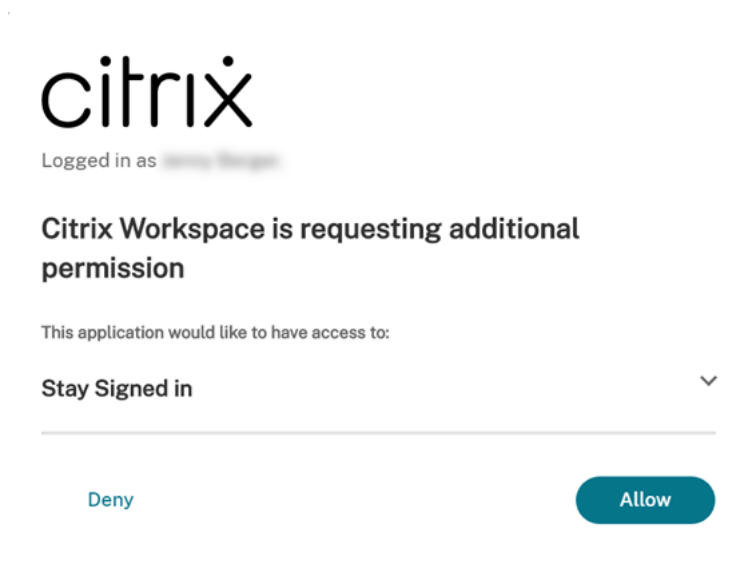 citrix
Logged in as
Citrix Workspace is requesting additional
permission
This application would like to have access to:
Stay Signed in
Deny
Allow